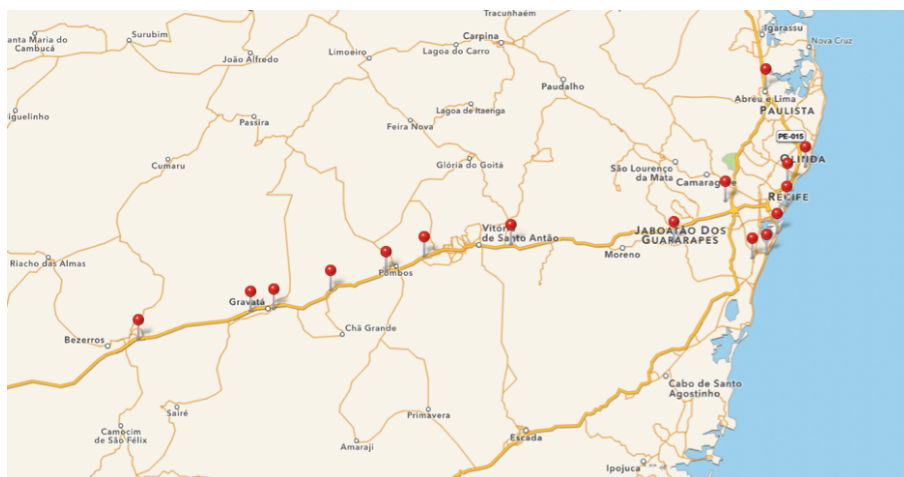 Tracunhaém
Igarassu
anta Maria do
Cambucá
Surubim
Carpina
Nova Cruz
Limoeiro
Lagoa do Carro
João Alfredo
Paudalho
Abreu e Lima
PAULISTA
iguelinho
Lagoa de Itaenga
Passira
Feira Nova
PE-015
Cumaru
Glória do Goitá
São Lourenço
da Mata
OLINDA
Camarag e
RECIFE
Vitória
de Santo Antão
JABOATÃO DOS
GUARARAPES
Moreno
Riacho das Almas
Pombos
Gravatá
Chã Grande
Bezerros
Cabo de Santo
Agostinho
Sairé
Primavera
Camocim
de São Félix
Escada
Amaraji
Ipojuca